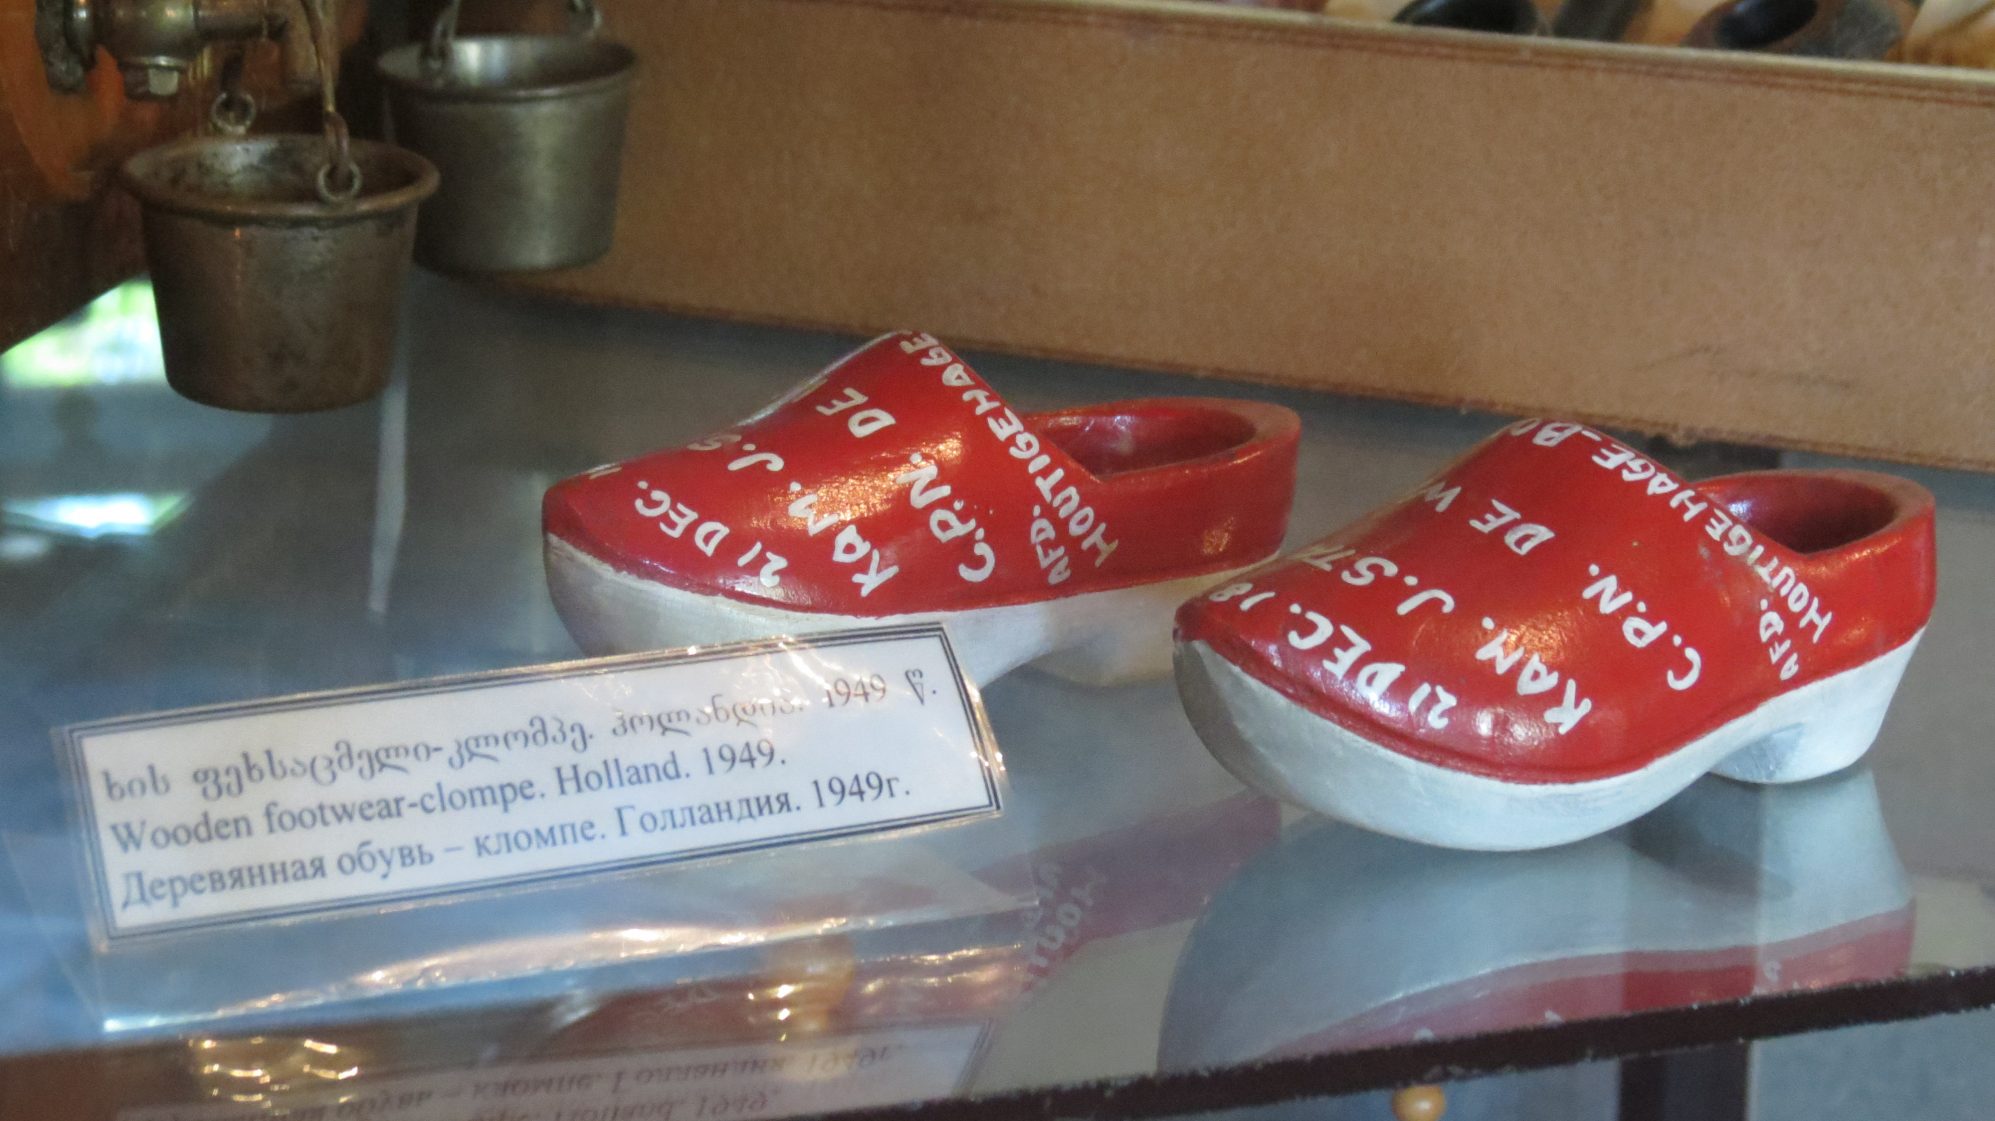 ხის ფეხსაცმელი-კლომპე. ჰოლანდია. 1949 წ.
Wooden footwear-clompe. Holland. 1949.
Деревянная обувь – кломпе. Голландия. 1949г.
21 DEC.
KAM. J.S
C.P.N. DE
AFD.
HOUTIGEHAGE
21 DEC. 18
KAM. J.ST
C.P.N. DE W
AFD.
HOUTIGEHAGE-BO